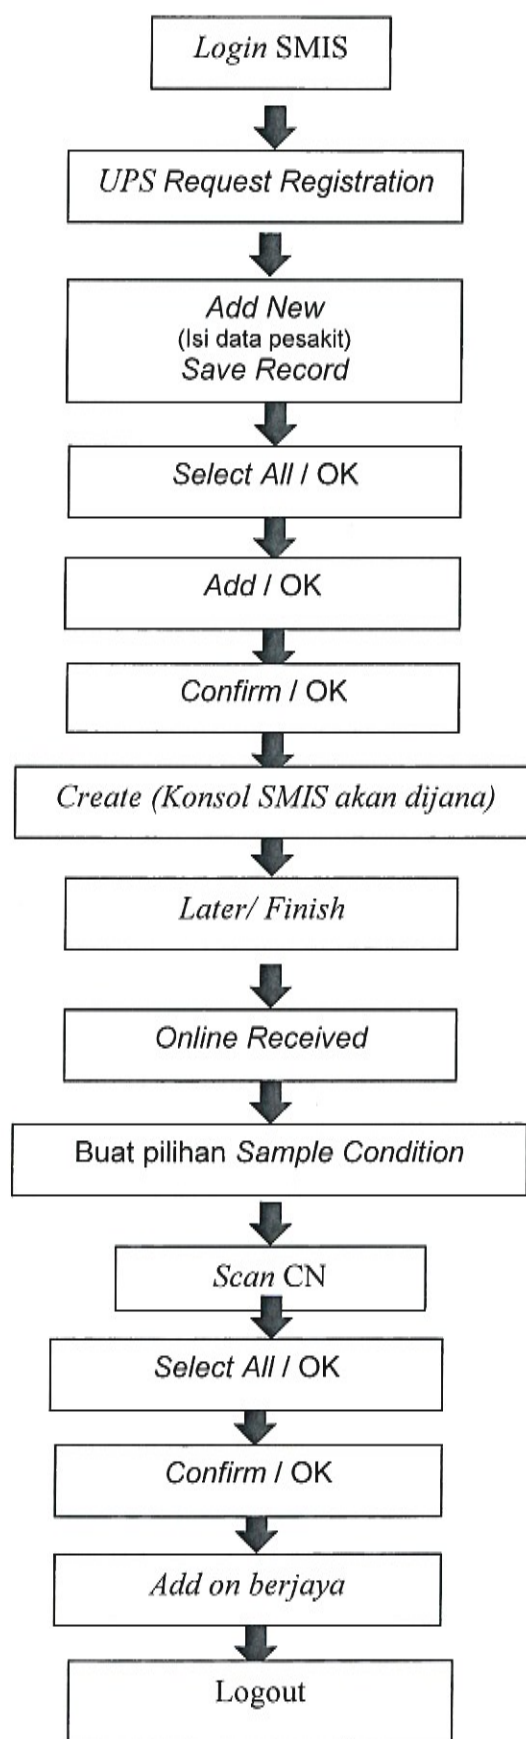 Login SMIS
UPS Request Registration
Add New
(Isi data pesakit)
Save Record
Select All / OK
Add / OK
Confirm / OK
Create (Konsol SMIS akan dijana)
Later/ Finish
Online Received
Buat pilihan Sample Condition
Scan CN
Select All / OK
Confirm / OK
Add on berjaya
Logout